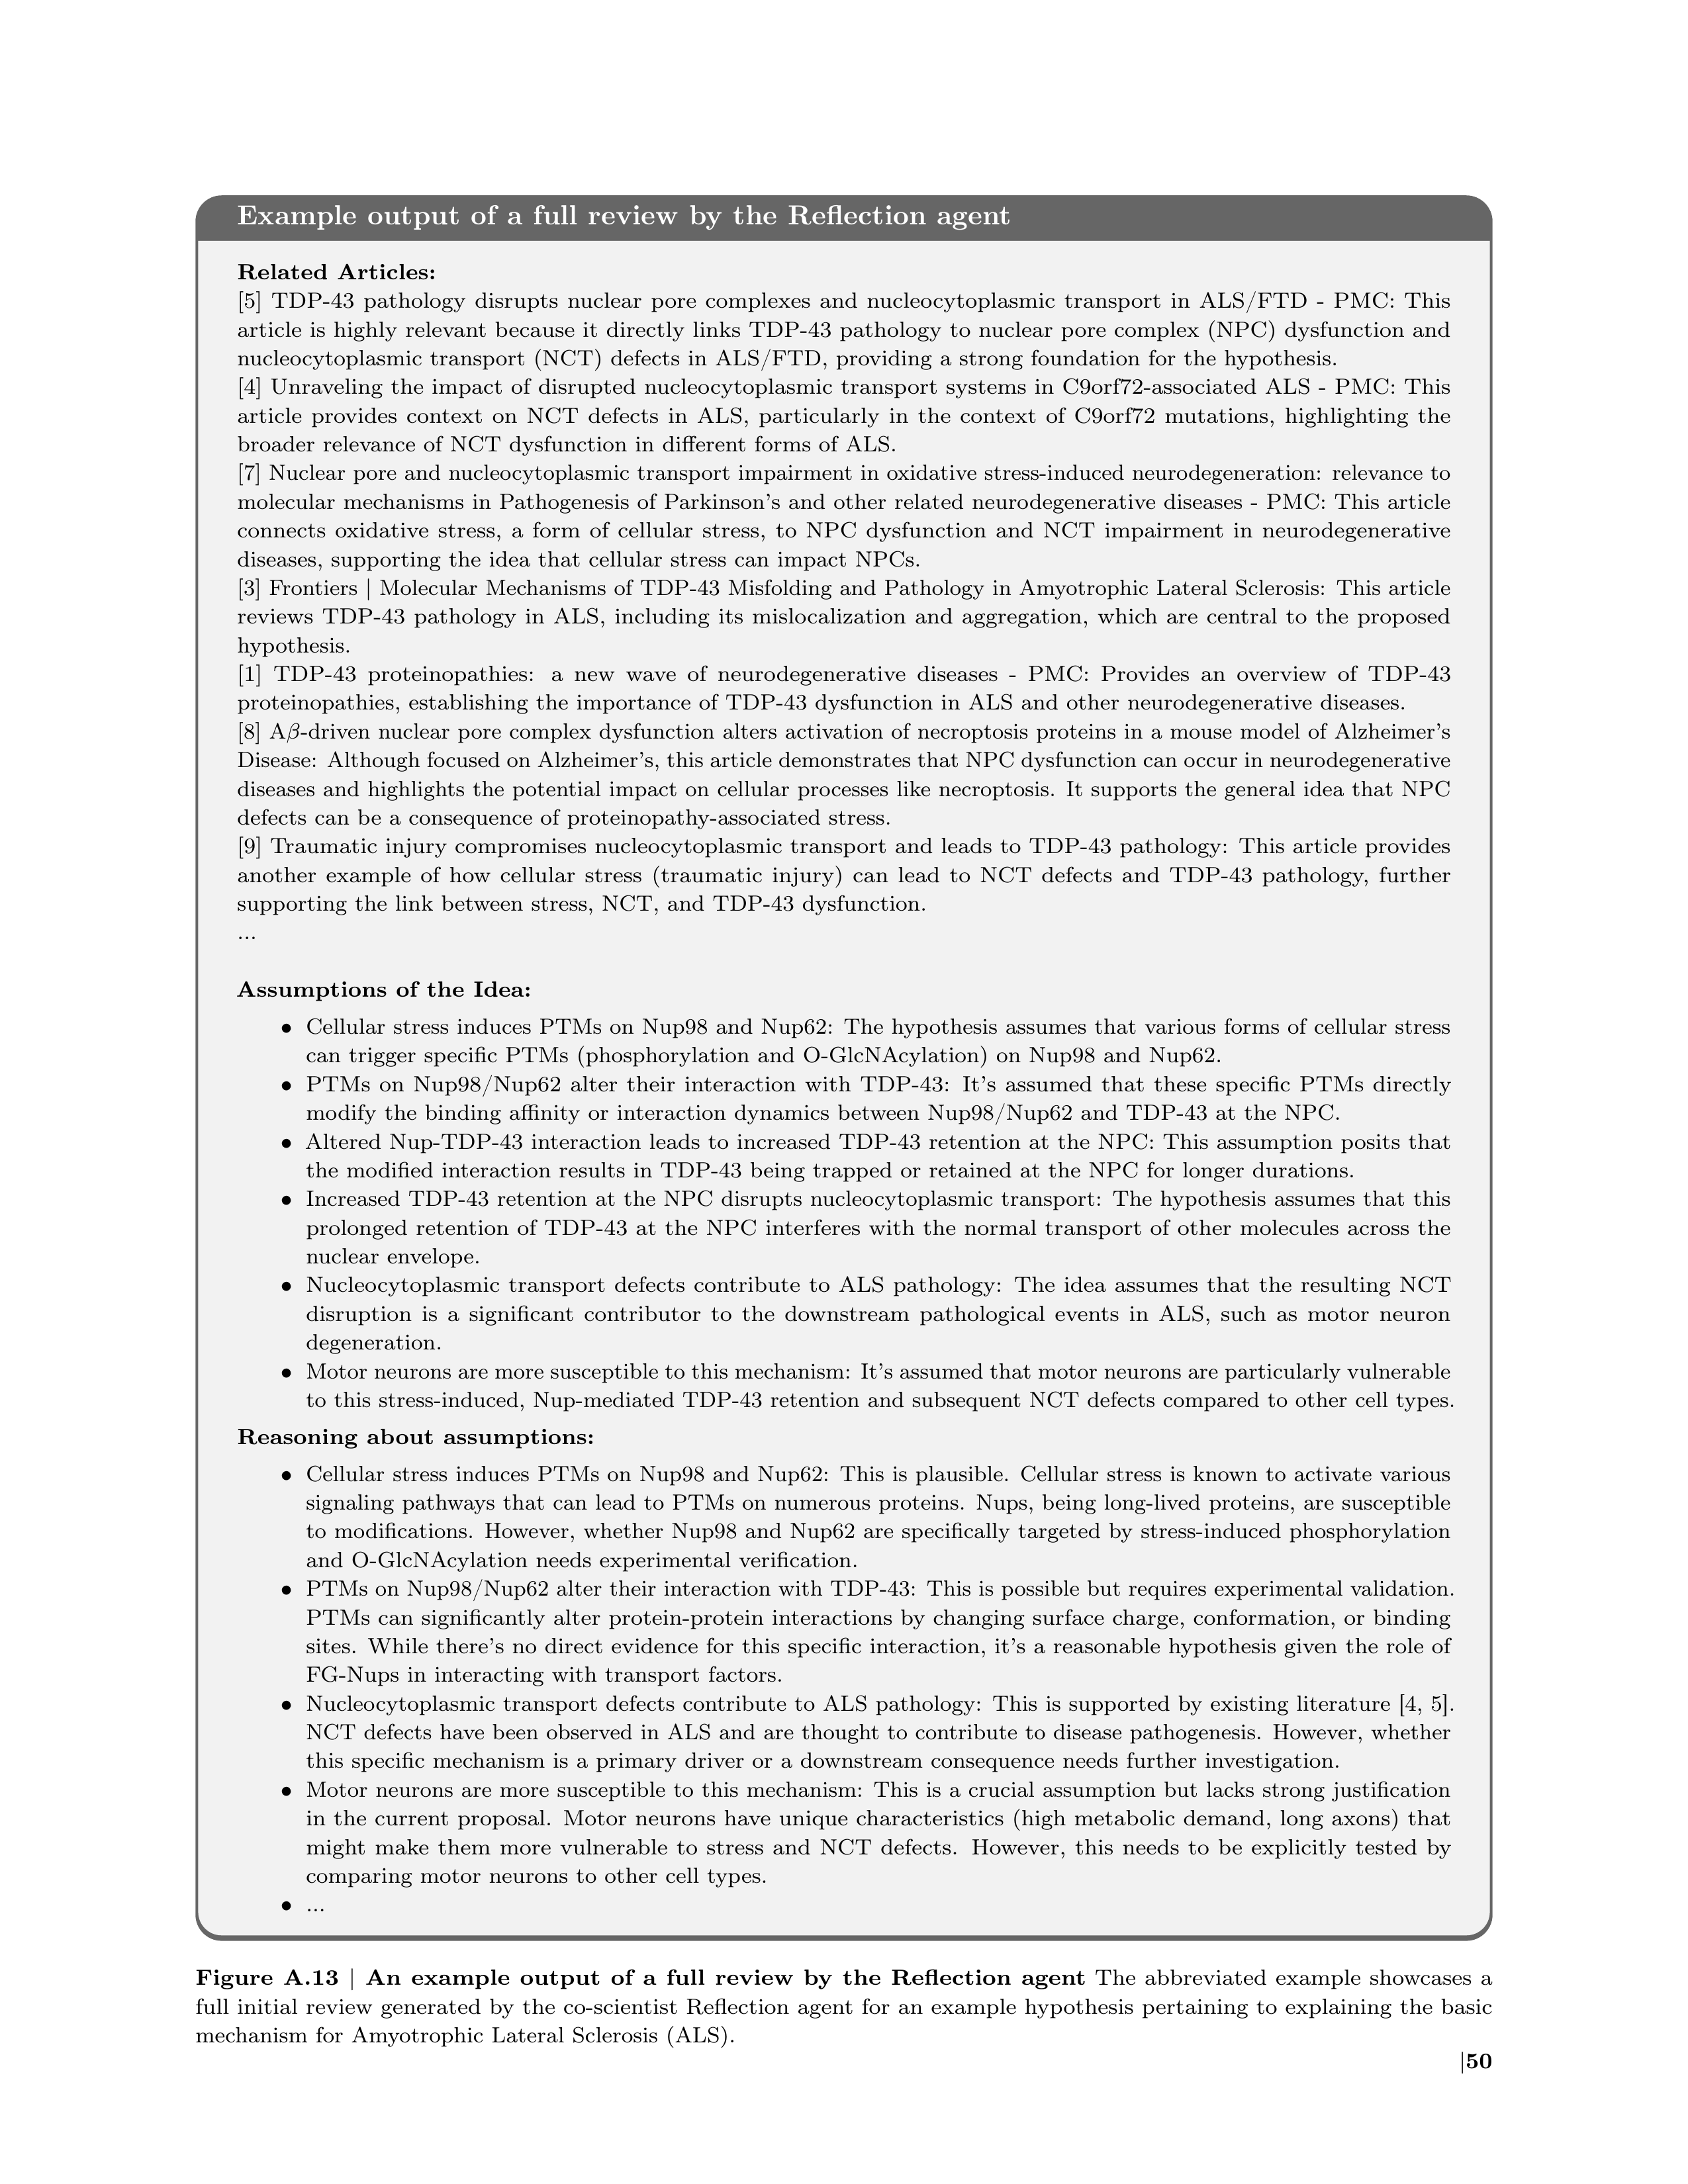 Example output of a full review by the Reflection agent
Related Articles:
[5] TDP-43 pathology disrupts nuclear pore complexes and nucleocytoplasmic transport in ALS/FTD - PMC: This
article is highly relevant because it directly links TDP-43 pathology to nuclear pore complex (NPC) dysfunction and
nucleocytoplasmic transport (NCT) defects in ALS/FTD, providing a strong foundation for the hypothesis.
[4] Unraveling the impact of disrupted nucleocytoplasmic transport systems in C9orf72-associated ALS - PMC: This
article provides context on NCT defects in ALS, particularly in the context of C9orf72 mutations, highlighting the
broader relevance of NCT dysfunction in different forms of ALS.
[7] Nuclear pore and nucleocytoplasmic transport impairment in oxidative stress-induced neurodegeneration: relevance to
molecular mechanisms in Pathogenesis of Parkinson's and other related neurodegenerative diseases - PMC: This article
connects oxidative stress, a form of cellular stress, to NPC dysfunction and NCT impairment in neurodegenerative
diseases, supporting the idea that cellular stress can impact NPCs.
[3] Frontiers | Molecular Mechanisms of TDP-43 Misfolding and Pathology in Amyotrophic Lateral Sclerosis: This article
reviews TDP-43 pathology in ALS, including its mislocalization and aggregation, which are central to the proposed
hypothesis.
[1] TDP-43 proteinopathies: a new wave of neurodegenerative diseases - PMC: Provides an overview of TDP-43
proteinopathies, establishing the importance of TDP-43 dysfunction in ALS and other neurodegenerative diseases.
[8] Aβ-driven nuclear pore complex dysfunction alters activation of necroptosis proteins in a mouse model of Alzheimer's
Disease: Although focused on Alzheimer's, this article demonstrates that NPC dysfunction can occur in neurodegenerative
diseases and highlights the potential impact on cellular processes like necroptosis. It supports the general idea that NPC
defects can be a consequence of proteinopathy-associated stress.
[9] Traumatic injury compromises nucleocytoplasmic transport and leads to TDP-43 pathology: This article provides
another example of how cellular stress (traumatic injury) can lead to NCT defects and TDP-43 pathology, further
supporting the link between stress, NCT, and TDP-43 dysfunction.
...
Assumptions of the Idea:
• Cellular stress induces PTMs on Nup98 and Nup62: The hypothesis assumes that various forms of cellular stress
can trigger specific PTMs (phosphorylation and O-GlcNAcylation) on Nup98 and Nup62.
• PTMs on Nup98/Nup62 alter their interaction with TDP-43: It's assumed that these specific PTMs directly
modify the binding affinity or interaction dynamics between Nup98/Nup62 and TDP-43 at the NPC.
• Altered Nup-TDP-43 interaction leads to increased TDP-43 retention at the NPC: This assumption posits that
the modified interaction results in TDP-43 being trapped or retained at the NPC for longer durations.
• Increased TDP-43 retention at the NPC disrupts nucleocytoplasmic transport: The hypothesis assumes that this
prolonged retention of TDP-43 at the NPC interferes with the normal transport of other molecules across the
nuclear envelope.
• Nucleocytoplasmic transport defects contribute to ALS pathology: The idea assumes that the resulting NCT
disruption is a significant contributor to the downstream pathological events in ALS, such as motor neuron
degeneration.
• Motor neurons are more susceptible to this mechanism: It's assumed that motor neurons are particularly vulnerable
to this stress-induced, Nup-mediated TDP-43 retention and subsequent NCT defects compared to other cell types.
Reasoning about assumptions:
• Cellular stress induces PTMs on Nup98 and Nup62: This is plausible. Cellular stress is known to activate various
signaling pathways that can lead to PTMs on numerous proteins. Nups, being long-lived proteins, are susceptible
to modifications. However, whether Nup98 and Nup62 are specifically targeted by stress-induced phosphorylation
and O-GlcNAcylation needs experimental verification.
• PTMs on Nup98/Nup62 alter their interaction with TDP-43: This is possible but requires experimental validation.
PTMs can significantly alter protein-protein interactions by changing surface charge, conformation, or binding
sites. While there's no direct evidence for this specific interaction, it's a reasonable hypothesis given the role of
FG-Nups in interacting with transport factors.
• Nucleocytoplasmic transport defects contribute to ALS pathology: This is supported by existing literature [4, 5].
NCT defects have been observed in ALS and are thought to contribute to disease pathogenesis. However, whether
this specific mechanism is a primary driver or a downstream consequence needs further investigation.
• Motor neurons are more susceptible to this mechanism: This is a crucial assumption but lacks strong justification
in the current proposal. Motor neurons have unique characteristics (high metabolic demand, long axons) that
might make them more vulnerable to stress and NCT defects. However, this needs to be explicitly tested by
comparing motor neurons to other cell types.
• ...
Figure A.13 | An example output of a full review by the Reflection agent The abbreviated example showcases a
full initial review generated by the co-scientist Reflection agent for an example hypothesis pertaining to explaining the basic
mechanism for Amyotrophic Lateral Sclerosis (ALS).
|50